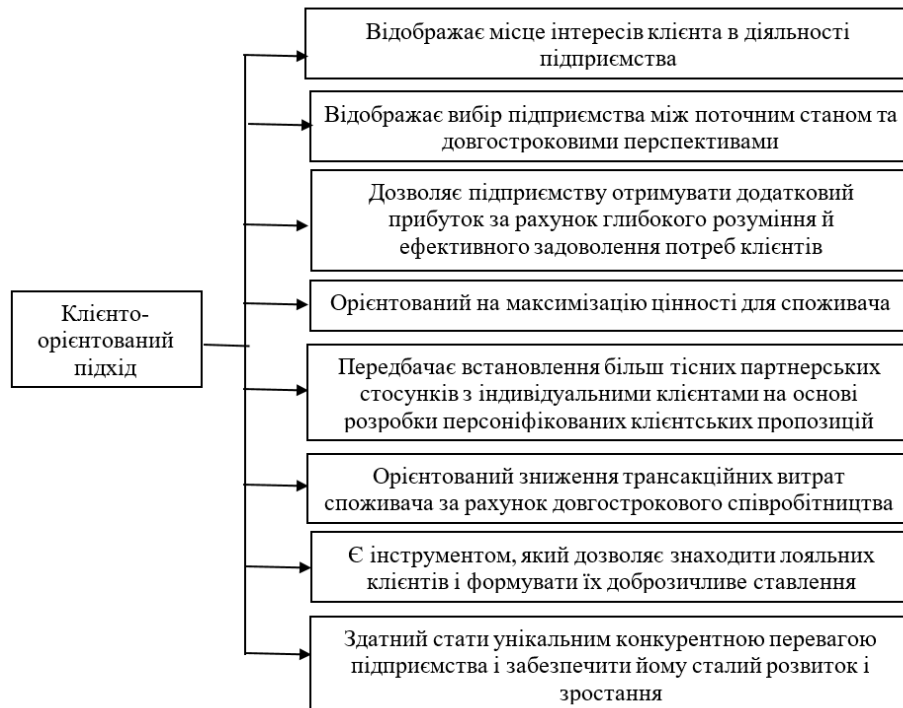 Відображає місце інтересів клієнта в діяльності
підприємства
Відображає вибір підприємства між поточним станом та
довгостроковими перспективами
Дозволяє підприємству отримувати додатковий
прибуток за рахунок глибокого розуміння й
ефективного задоволення потреб клієнтів
Орієнтований на максимізацію цінності для споживача
Клієнто-
орієнтований
підхід
Передбачає встановлення більш тісних партнерських
стосунків з індивідуальними клієнтами на основі
розробки персоніфікованих клієнтських пропозицій
Орієнтований зниження трансакційних витрат
споживача за рахунок довгострокового співробітництва
Є інструментом, який дозволяє знаходити лояльних
клієнтів і формувати їх доброзичливе ставлення
Здатний стати унікальним конкурентною перевагою
підприємства і забезпечити йому сталий розвиток і
зростання